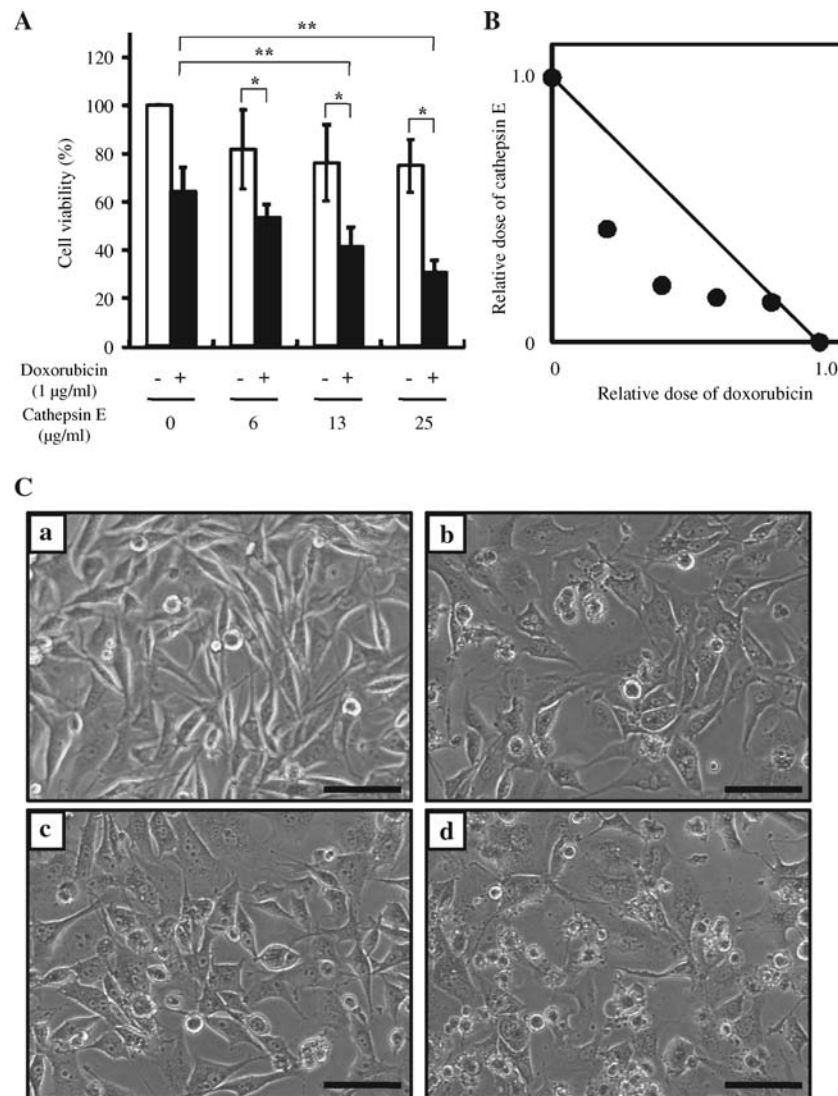 A
**
**
*
*
*
120
100
80
60
40
20
0
Cell viability (%)
Doxorubicin
(1 μg/ml)
- + - + - + - +
Cathepsin E
(μg/ml)
0 6 13 25
B
1.0
0
Relative dose of cathepsin E
0 1.0
Relative dose of doxorubicin
C
a
b
c
d